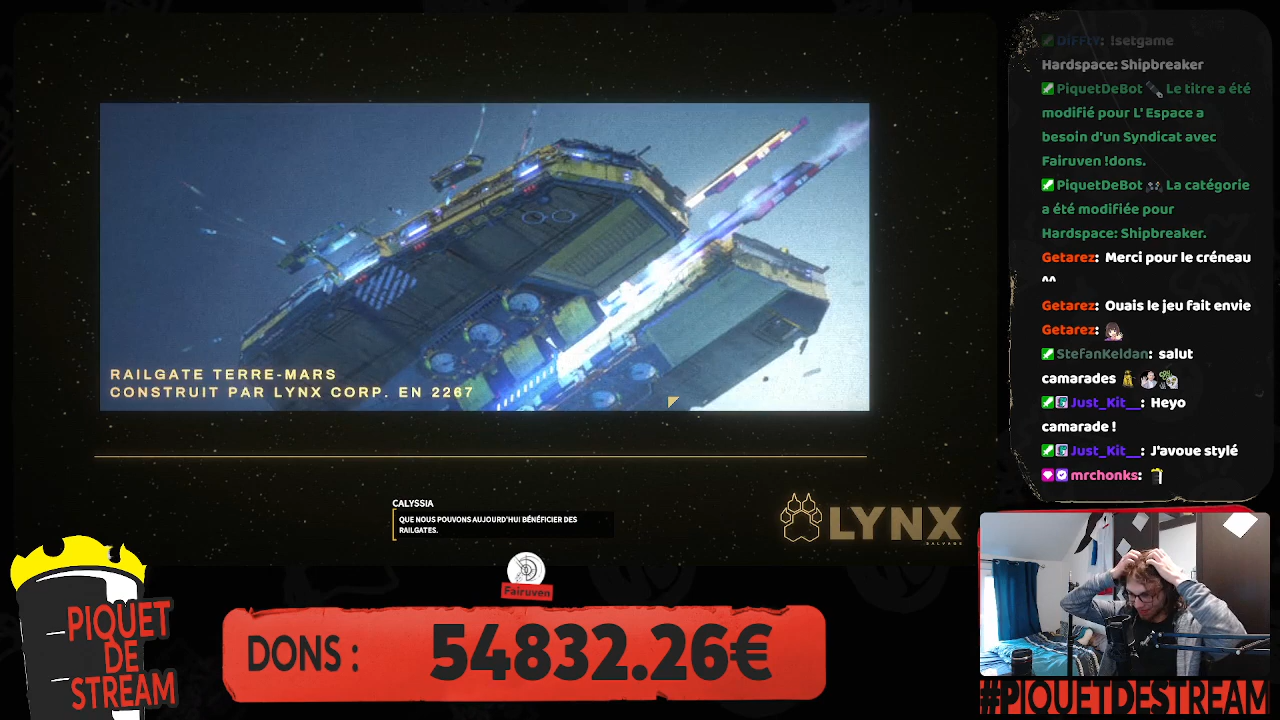 DiFFtY: !setgame
Hardspace: Shipbreaker
PiquetDeBot Le titre a été
modifié pour L' Espace a
besoin d'un Syndicat avec
Fairuven !dons.
PiquetDeBot La catégorie
a été modifiée pour
Hardspace: Shipbreaker.
Getarez: Merci pour le créneau
^^
Getarez: Ouais le jeu fait envie
Getarez:
StefanKeldan: salut
camarades
Just_Kit__: Heyo
camarade !
Just_Kit__: J'avoue stylé
mrchonks:
RAILGATE TERRE-MARS
CONSTRUIT PAR LYNX CORP. EN 2267
CALYSSIA
QUE NOUS POUVONS AUJOURD'HUI BÉNÉFICIER DES
RAILGATES.
LYNX
SALVAGE
Fairuven
PIQUET
DE
STREAM
DONS : 54832.26€
#PIQUETDESTREAM